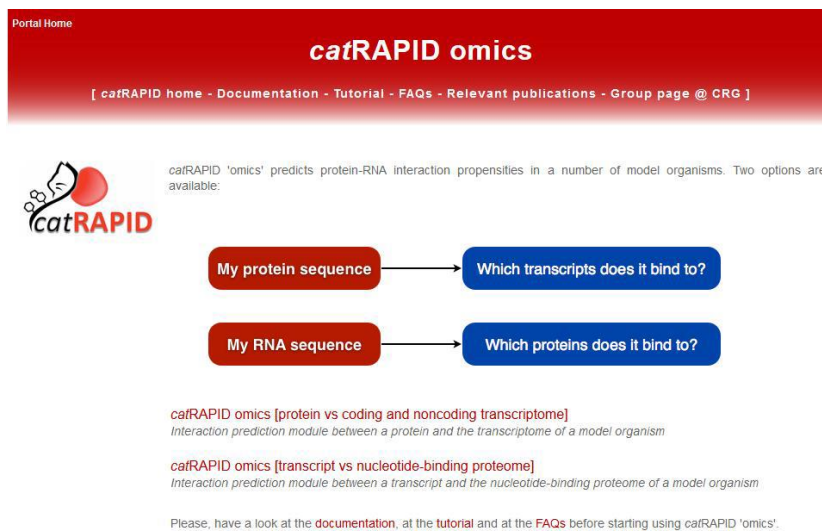 Portal Home
catRAPID omics
[ catRAPID home - Documentation - Tutorial - FAQs - Relevant publications - Group page @ CRG ]
catRAPID 'omics' predicts protein-RNA interaction propensities in a number of model organisms. Two options are
available:
catRAPID
My protein sequence
Which transcripts does it bind to?
My RNA sequence
Which proteins does it bind to?
catRAPID omics [protein vs coding and noncoding transcriptome]
Interaction prediction module between a protein and the transcriptome of a model organism
catRAPID omics [transcript vs nucleotide-binding proteome]
Interaction prediction module between a transcript and the nucleotide-binding proteome of a model organism
Please, have a look at the documentation, at the tutorial and at the FAQs before starting using catRAPID 'omics'.